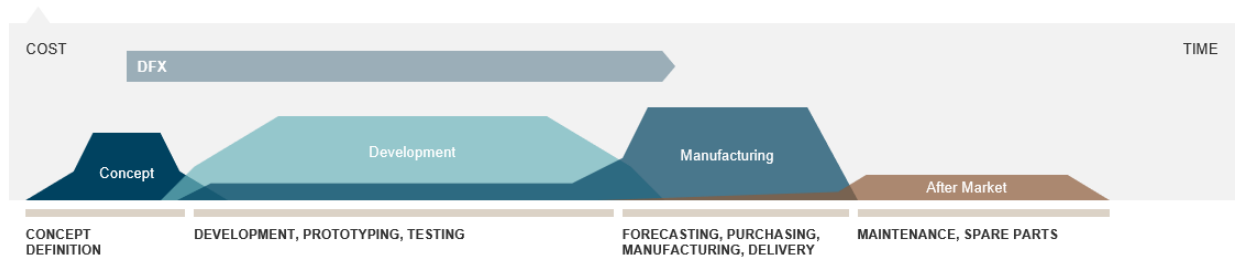 COST
TIME
DFX
Development
Manufacturing
Concept
After Market
CONCEPT
DEFINITION
DEVELOPMENT, PROTOTYPING, TESTING
FORECASTING, PURCHASING,
MANUFACTURING, DELIVERY
MAINTENANCE, SPARE PARTS